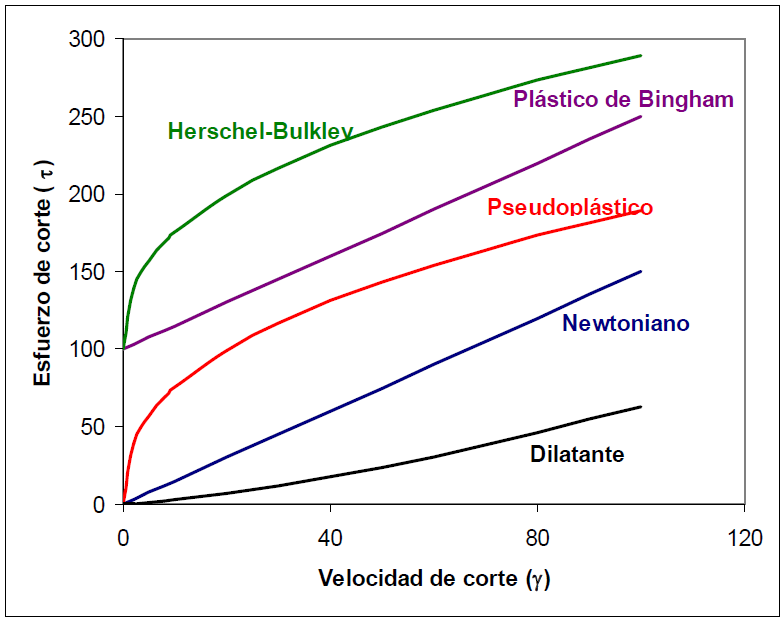 300
250
200
150
100
50
0
Esfuerzo de corte ( τ)
Herschel-Bulkley
Plástico de Bingham
Pseudoplástico
Newtoniano
Dilatante
0
40
80
120
Velocidad de corte (γ)